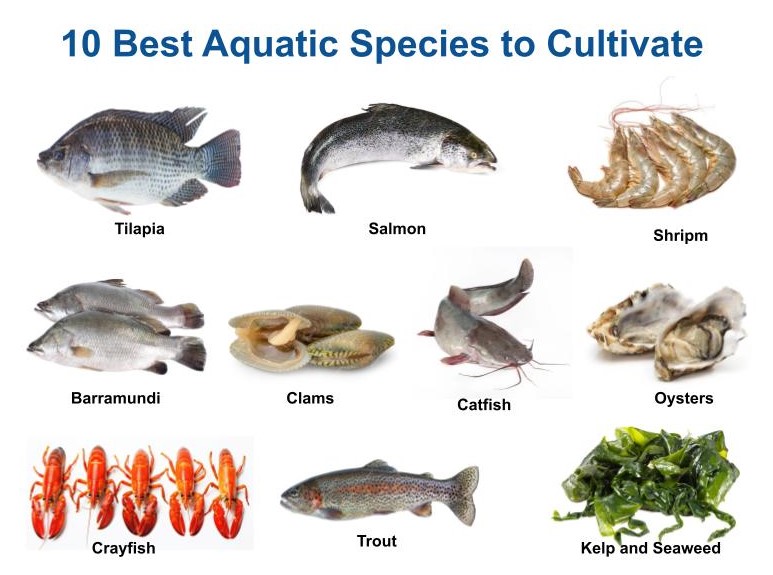 10 Best Aquatic Species to Cultivate
Tilapia
Salmon
Shripm
Barramundi
Clams
Catfish
Oysters
Crayfish
Trout
Kelp and Seaweed